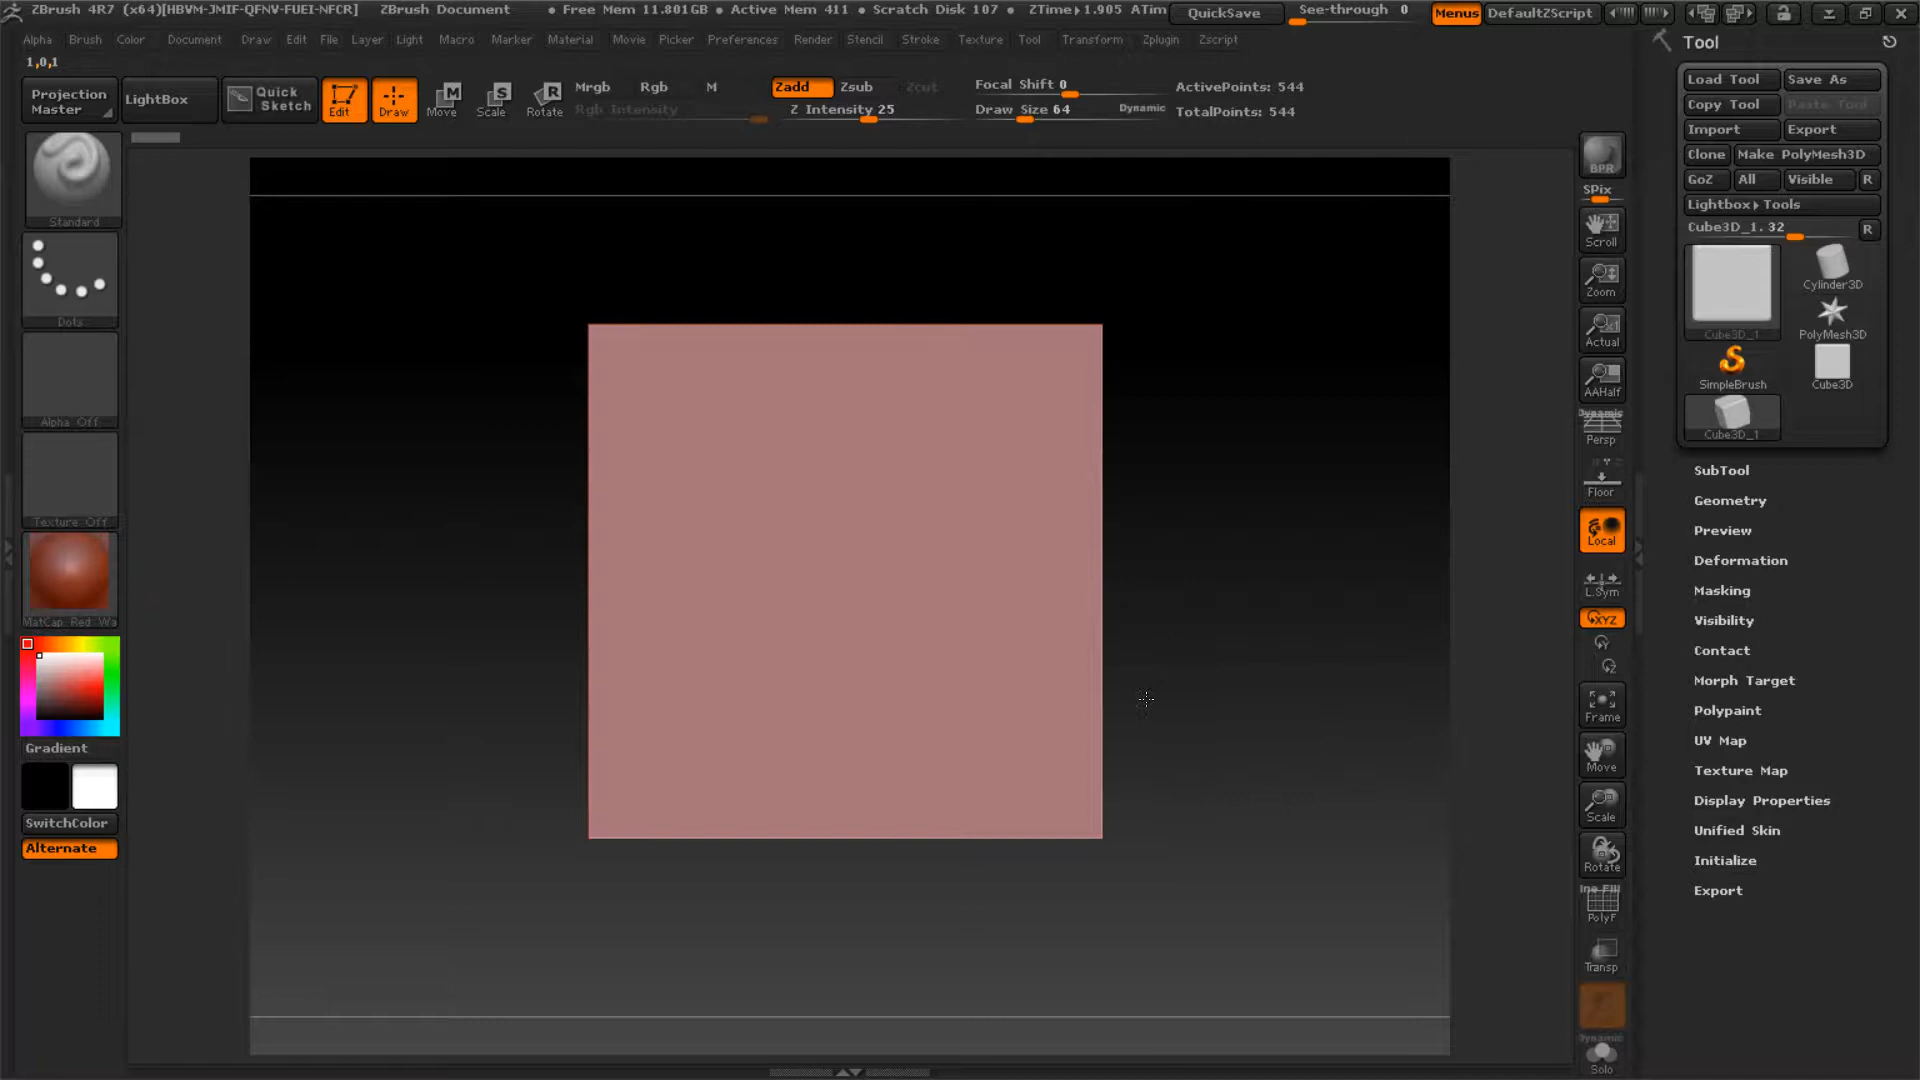 ZBrush 4R7 (x64)[HBVM-JMIF-QFNV-FUEI-NFCR] ZBrush Document • Free Mem 11.801GB • Active Mem 411 • Scratch Disk 107 • ZTime▸1.905 ATim QuickSave See-through 0 Menus DefaultZScript
Alpha Brush Color Document Draw Edit File Layer Light Macro Marker Material Movie Picker Preferences Render Stencil Stroke Texture Tool Transform Zplugin Zscript
1,0,1
Projection Master
LightBox
Quick Sketch
Edit
Draw
Move
Scale
Rotate
Mrgb Rgb M
Rgb Intensity
Zadd Zsub Zcut
Z Intensity 25
Focal Shift 0
Draw Size 64 Dynamic
ActivePoints: 544
TotalPoints: 544
Standard
Dots
Alpha Off
Texture Off
MatCap Red Wa
Gradient
SwitchColor
Alternate
BPR
SPix
Scroll
Zoom
Actual
AAHalf
Dynamic
Persp
Floor
Local
L.Sym
XYZ
Y
Z
Frame
Move
Scale
Rotate
Line Fill
PolyF
Transp
Dynamic
Solo
Tool
Load Tool Save As
Copy Tool Paste Tool
Import Export
Clone Make PolyMesh3D
GoZ All Visible R
Lightbox▸Tools
Cube3D_1. 32 R
Cube3D_1
Cylinder3D
PolyMesh3D
SimpleBrush
Cube3D
Cube3D_1
SubTool
Geometry
Preview
Deformation
Masking
Visibility
Contact
Morph Target
Polypaint
UV Map
Texture Map
Display Properties
Unified Skin
Initialize
Export